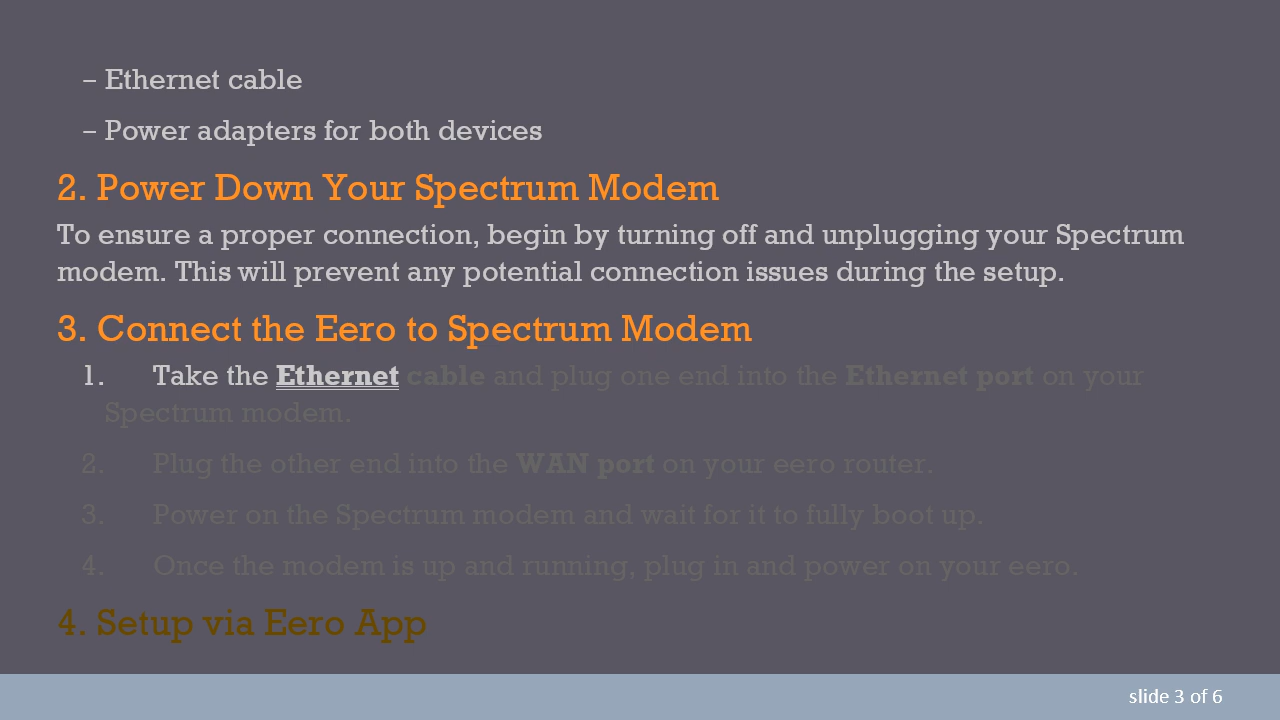 – Ethernet cable
– Power adapters for both devices
2. Power Down Your Spectrum Modem
To ensure a proper connection, begin by turning off and unplugging your Spectrum
modem. This will prevent any potential connection issues during the setup.
3. Connect the Eero to Spectrum Modem
1. Take the Ethernet cable and plug one end into the Ethernet port on your
Spectrum modem.
2. Plug the other end into the WAN port on your eero router.
3. Power on the Spectrum modem and wait for it to fully boot up.
4. Once the modem is up and running, plug in and power on your eero.
4. Setup via Eero App
slide 3 of 6